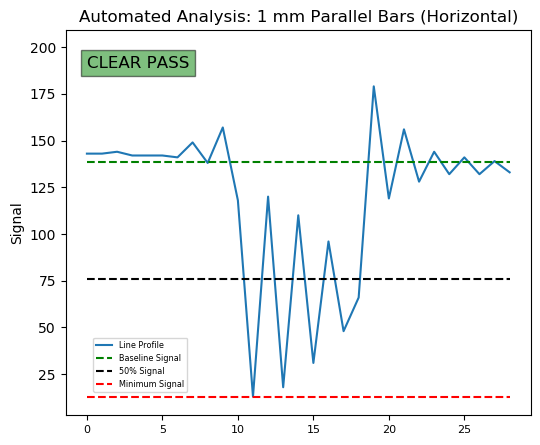 Automated Analysis: 1 mm Parallel Bars (Horizontal)
CLEAR PASS
Signal
200
175
150
125
100
75
50
25
Line Profile
Baseline Signal
50% Signal
Minimum Signal
0 5 10 15 20 25